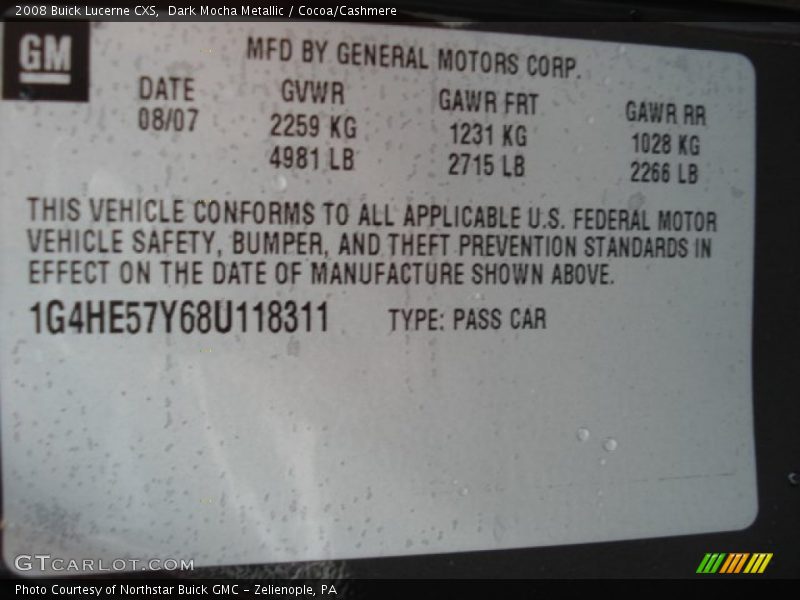 2008 Buick Lucerne CXS, Dark Mocha Metallic / Cocoa/Cashmere
GM
MFD BY GENERAL MOTORS CORP.
DATE GVWR GAWR FRT GAWR RR
08/07 2259 KG 1231 KG 1028 KG
4981 LB 2715 LB 2266 LB
THIS VEHICLE CONFORMS TO ALL APPLICABLE U.S. FEDERAL MOTOR
VEHICLE SAFETY, BUMPER, AND THEFT PREVENTION STANDARDS IN
EFFECT ON THE DATE OF MANUFACTURE SHOWN ABOVE.
1G4HE57Y68U118311 TYPE: PASS CAR
GTCARLOT.COM
Photo Courtesy of Northstar Buick GMC - Zelienople, PA